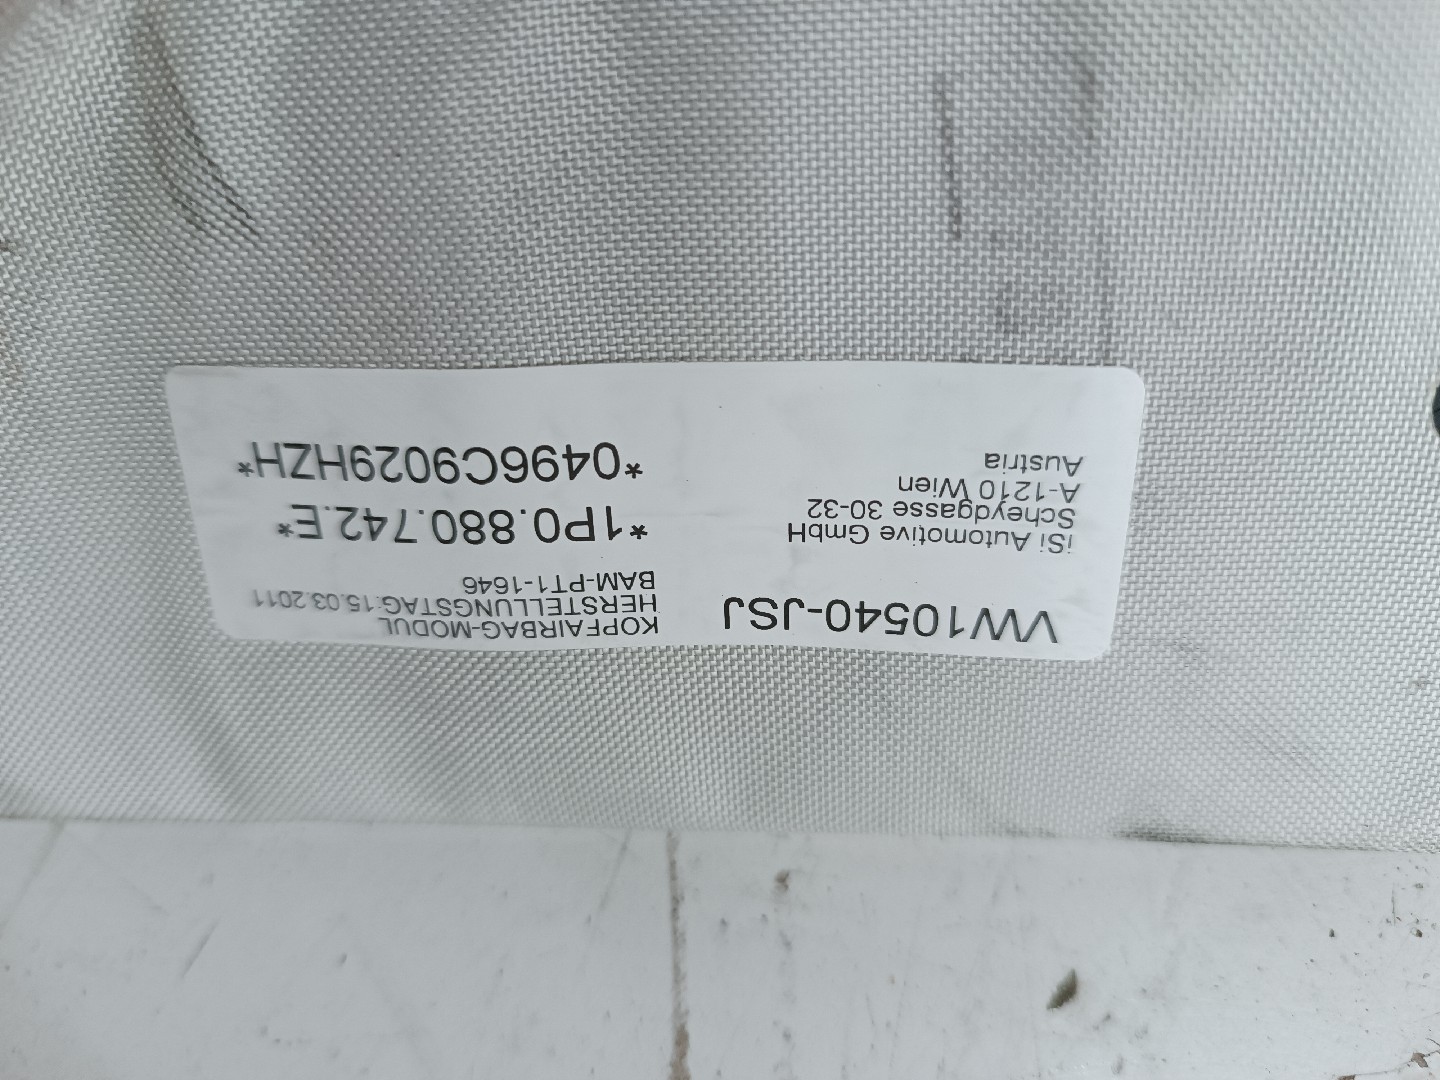 VW10540-JSJ
iSi Automotive GmbH
Scheydgasse 30-32
A-1210 Wien
Austria
KOPFAIRBAG-MODUL
HERSTELLUNGSTAG:15.03.2011
BAM-PT1-1646
*1P0.880.742.E*
*0496C9029HZH*